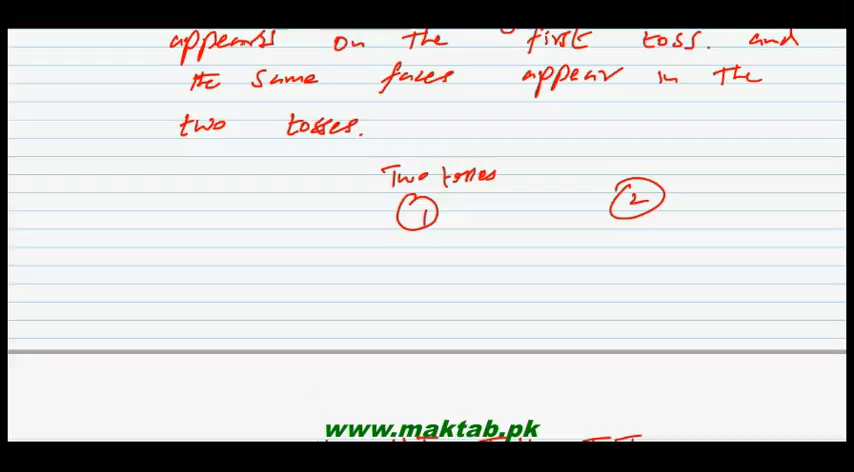 appears on the first toss. and
the same faces appear in the
two tosses.
Two tosses
1 2
www.maktab.pk